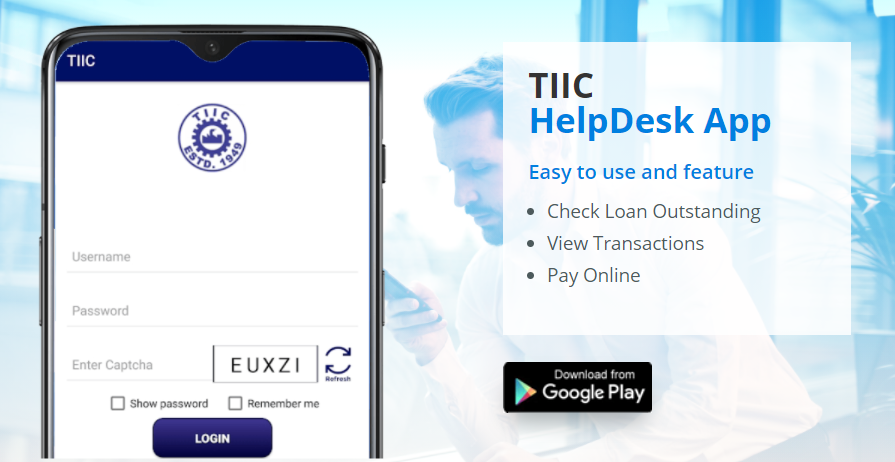 TIIC
TIIC
ESTD. 1949
Username
Password
Enter Captcha
EUXZI
Refresh
Show password
Remember me
LOGIN
TIIC
HelpDesk App
Easy to use and feature
Check Loan Outstanding
View Transactions
Pay Online
Download from
Google Play